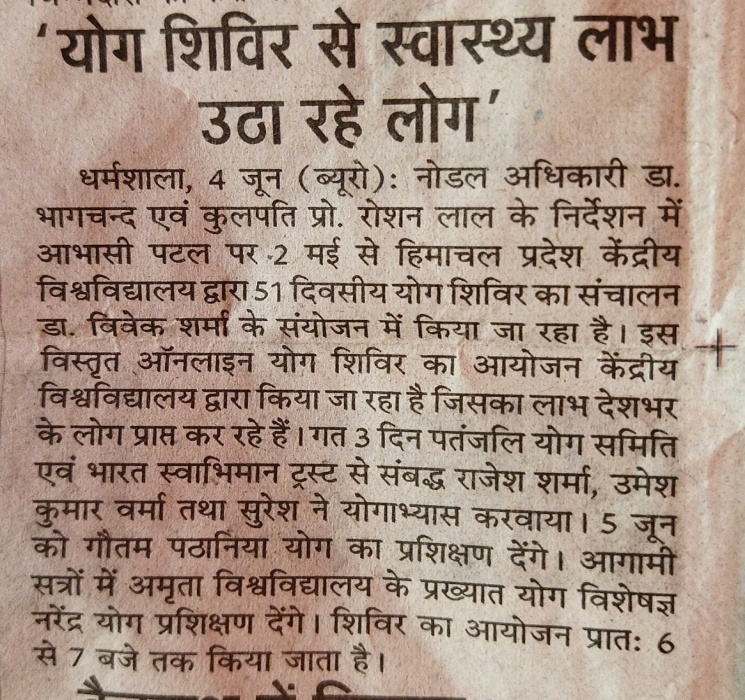 'योग शिविर से स्वास्थ्य लाभ
उठा रहे लोग'
धर्मशाला, 4 जून (ब्यूरो): नोडल अधिकारी डा.
भागचन्द एवं कुलपति प्रो. रोशन लाल के निर्देशन में
आभासी पटल पर 2 मई से हिमाचल प्रदेश केंद्रीय
विश्वविद्यालय द्वारा 51 दिवसीय योग शिविर का संचालन
डा. विवेक शर्मा के संयोजन में किया जा रहा है। इस
विस्तृत ऑनलाइन योग शिविर का आयोजन केंद्रीय
विश्वविद्यालय द्वारा किया जा रहा है जिसका लाभ देशभर
के लोग प्राप्त कर रहे हैं। गत 3 दिन पतंजलि योग समिति
एवं भारत स्वाभिमान ट्रस्ट से संबद्ध राजेश शर्मा, उमेश
कुमार वर्मा तथा सुरेश ने योगाभ्यास करवाया। 5 जून
को गौतम पठानिया योग का प्रशिक्षण देंगे। आगामी
सत्रों में अमृता विश्वविद्यालय के प्रख्यात योग विशेषज्ञ
नरेंद्र योग प्रशिक्षण देंगे। शिविर का आयोजन प्रात: 6
से 7 बजे तक किया जाता है।